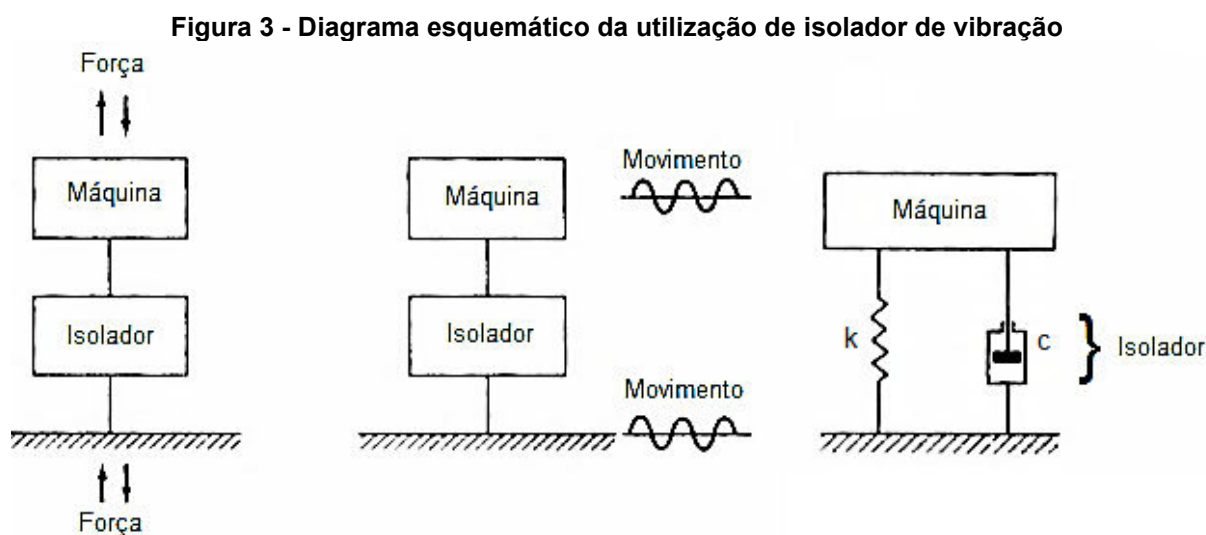 Figura 3 - Diagrama esquemático da utilização de isolador de vibração
Força
Máquina
Isolador
Força
Máquina
Isolador
Movimento
Movimento
Máquina
k
c
Isolador